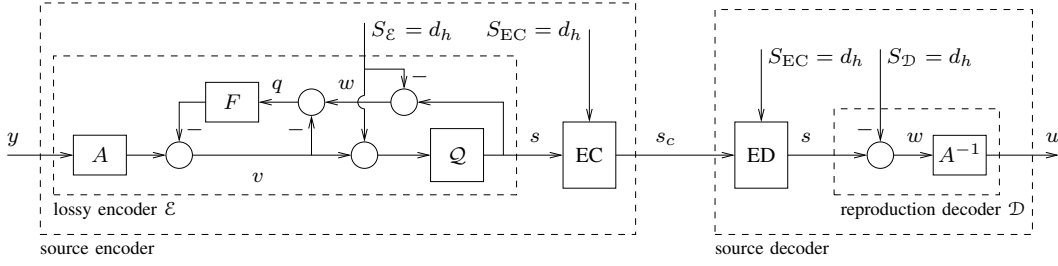 S_ℰ = d_h S_EC = d_h
S_EC = d_h S_𝒟 = d_h
q w −
F
− − −
y A 𝒬 s EC s_c ED s w A^{-1} u
v
lossy encoder ℰ
reproduction decoder 𝒟
source encoder
source decoder